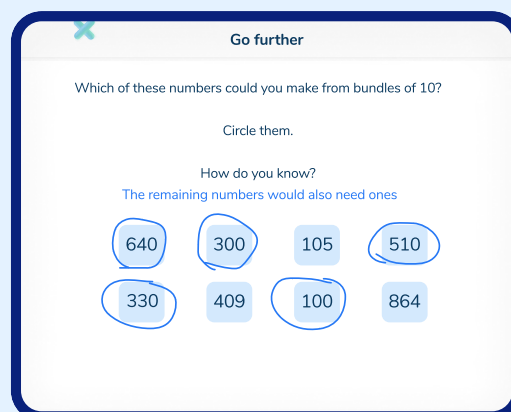 Go further
Which of these numbers could you make from bundles of 10?
Circle them.
How do you know?
The remaining numbers would also need ones
640 300 105 510
330 409 100 864